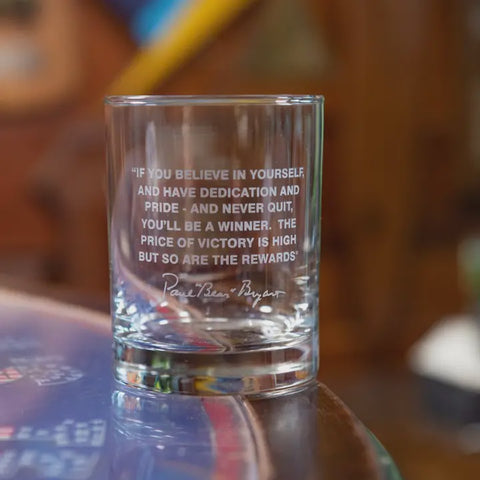 "IF YOU BELIEVE IN YOURSELF,
AND HAVE DEDICATION AND
PRIDE - AND NEVER QUIT,
YOU'LL BE A WINNER. THE
PRICE OF VICTORY IS HIGH
BUT SO ARE THE REWARDS"
Paul "Bear" Bryant